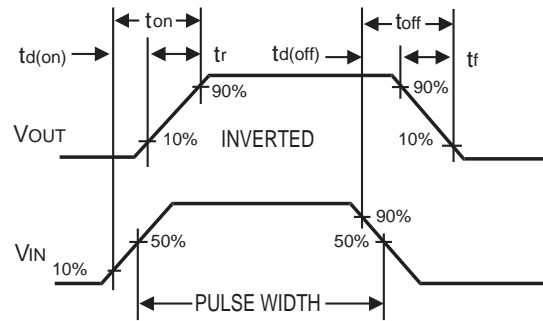 ton toff
td(on) tr td(off) tf
90% 90%
VOUT 10% INVERTED 10%
90%
VIN 50% 50%
10%
PULSE WIDTH